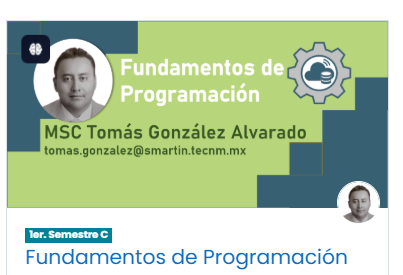 Fundamentos de
Programación
MSC Tomás González Alvarado
tomas.gonzalez@smartin.tecnm.mx
1er. Semestre C
Fundamentos de Programación